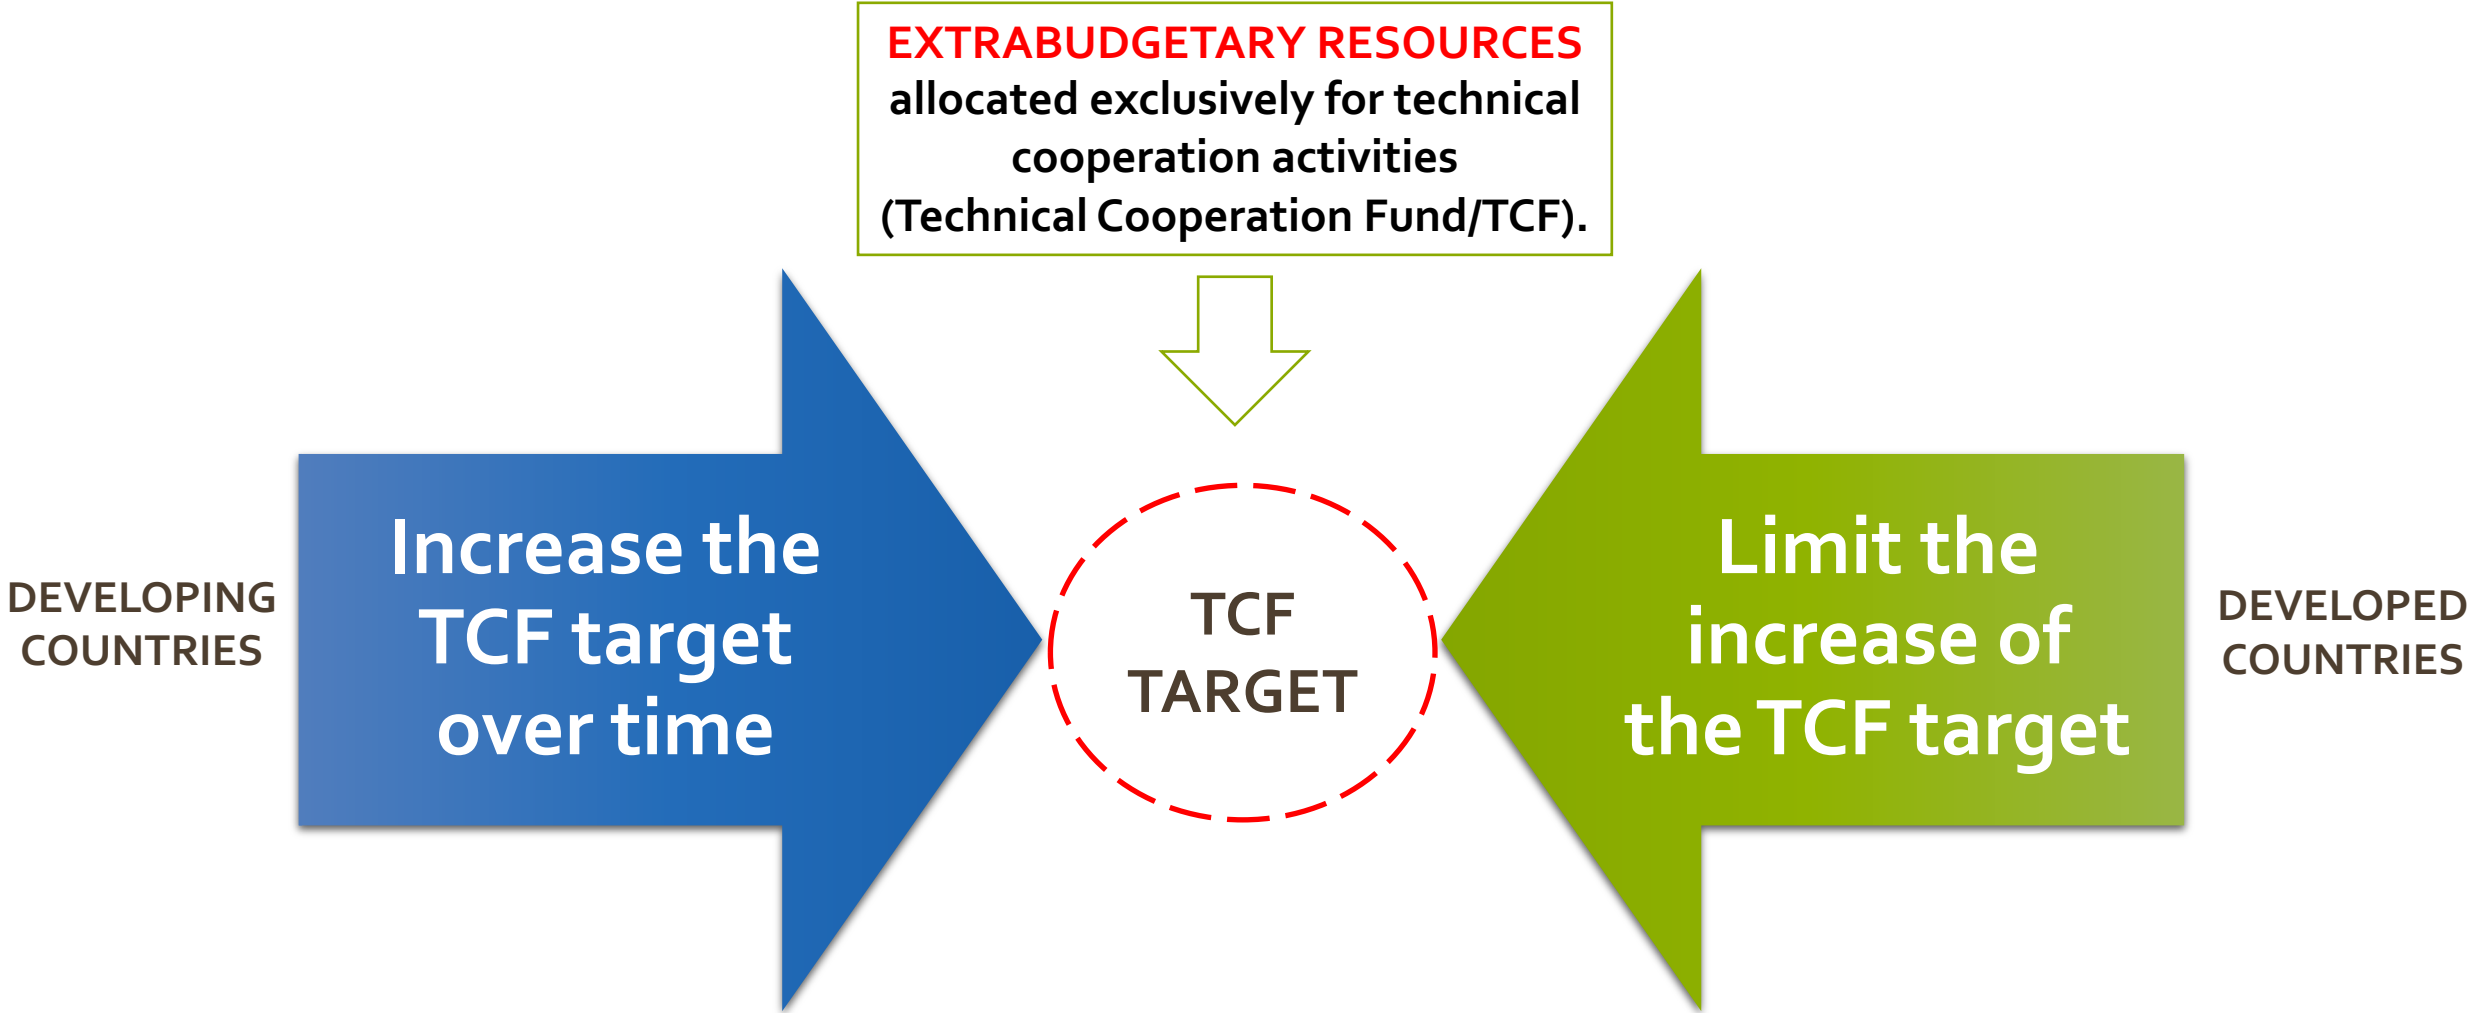 EXTRABUDGETARY RESOURCES
allocated exclusively for technical
cooperation activities
(Technical Cooperation Fund/TCF).
DEVELOPING
COUNTRIES
Increase the
TCF target
over time
TCF
TARGET
Limit the
increase of
the TCF target
DEVELOPED
COUNTRIES